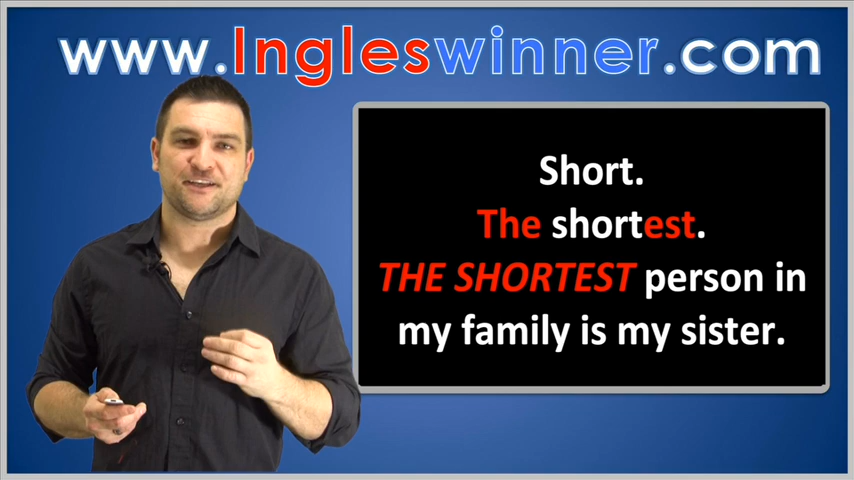 www.Ingleswinner.com
Short.
The shortest.
THE SHORTEST person in
my family is my sister.